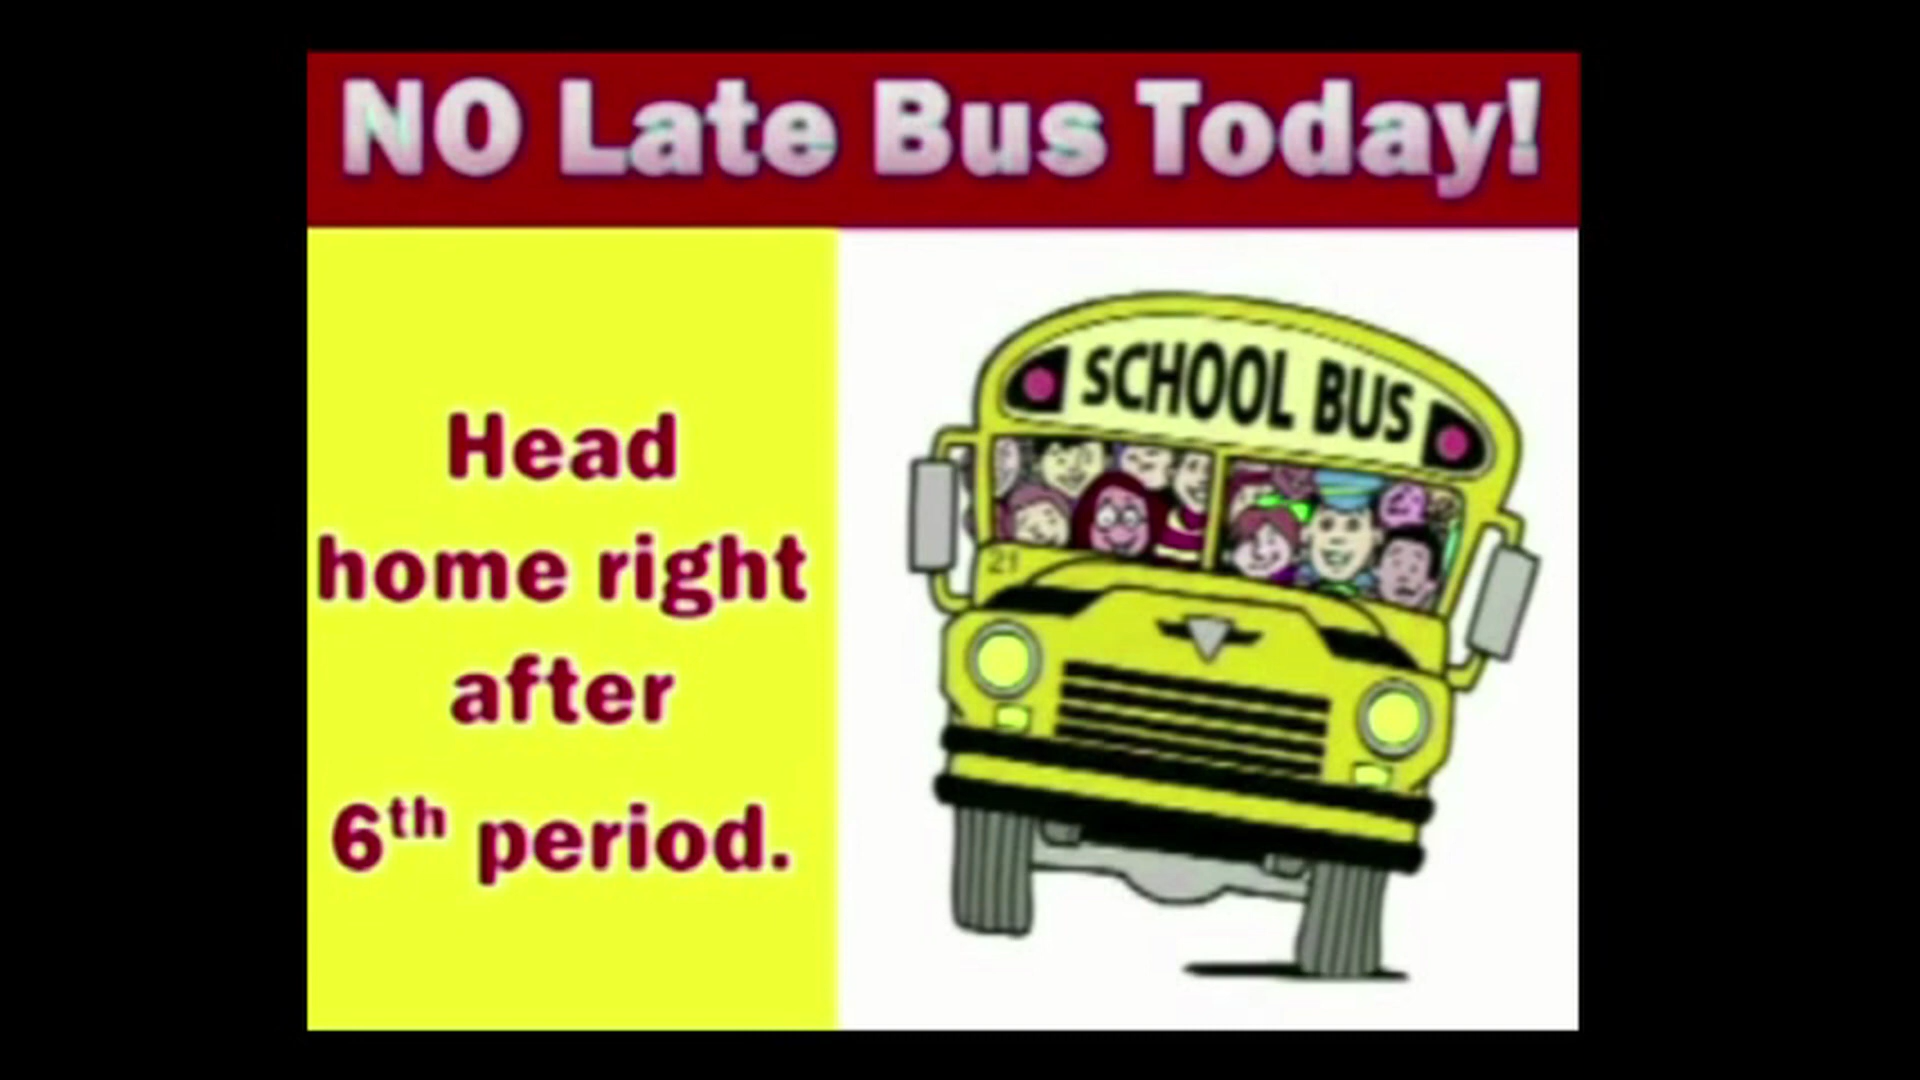 NO Late Bus Today!
Head
home right
after
6th period.
SCHOOL BUS
21